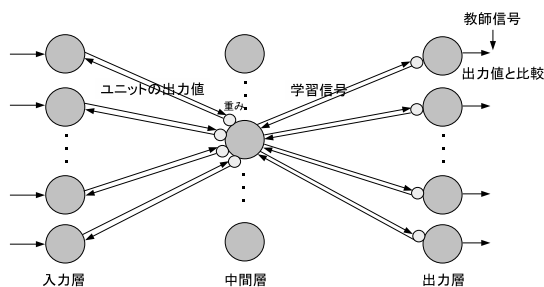 教師信号
出力値と比較
ユニットの出力値
学習信号
重み
入力層
中間層
出力層